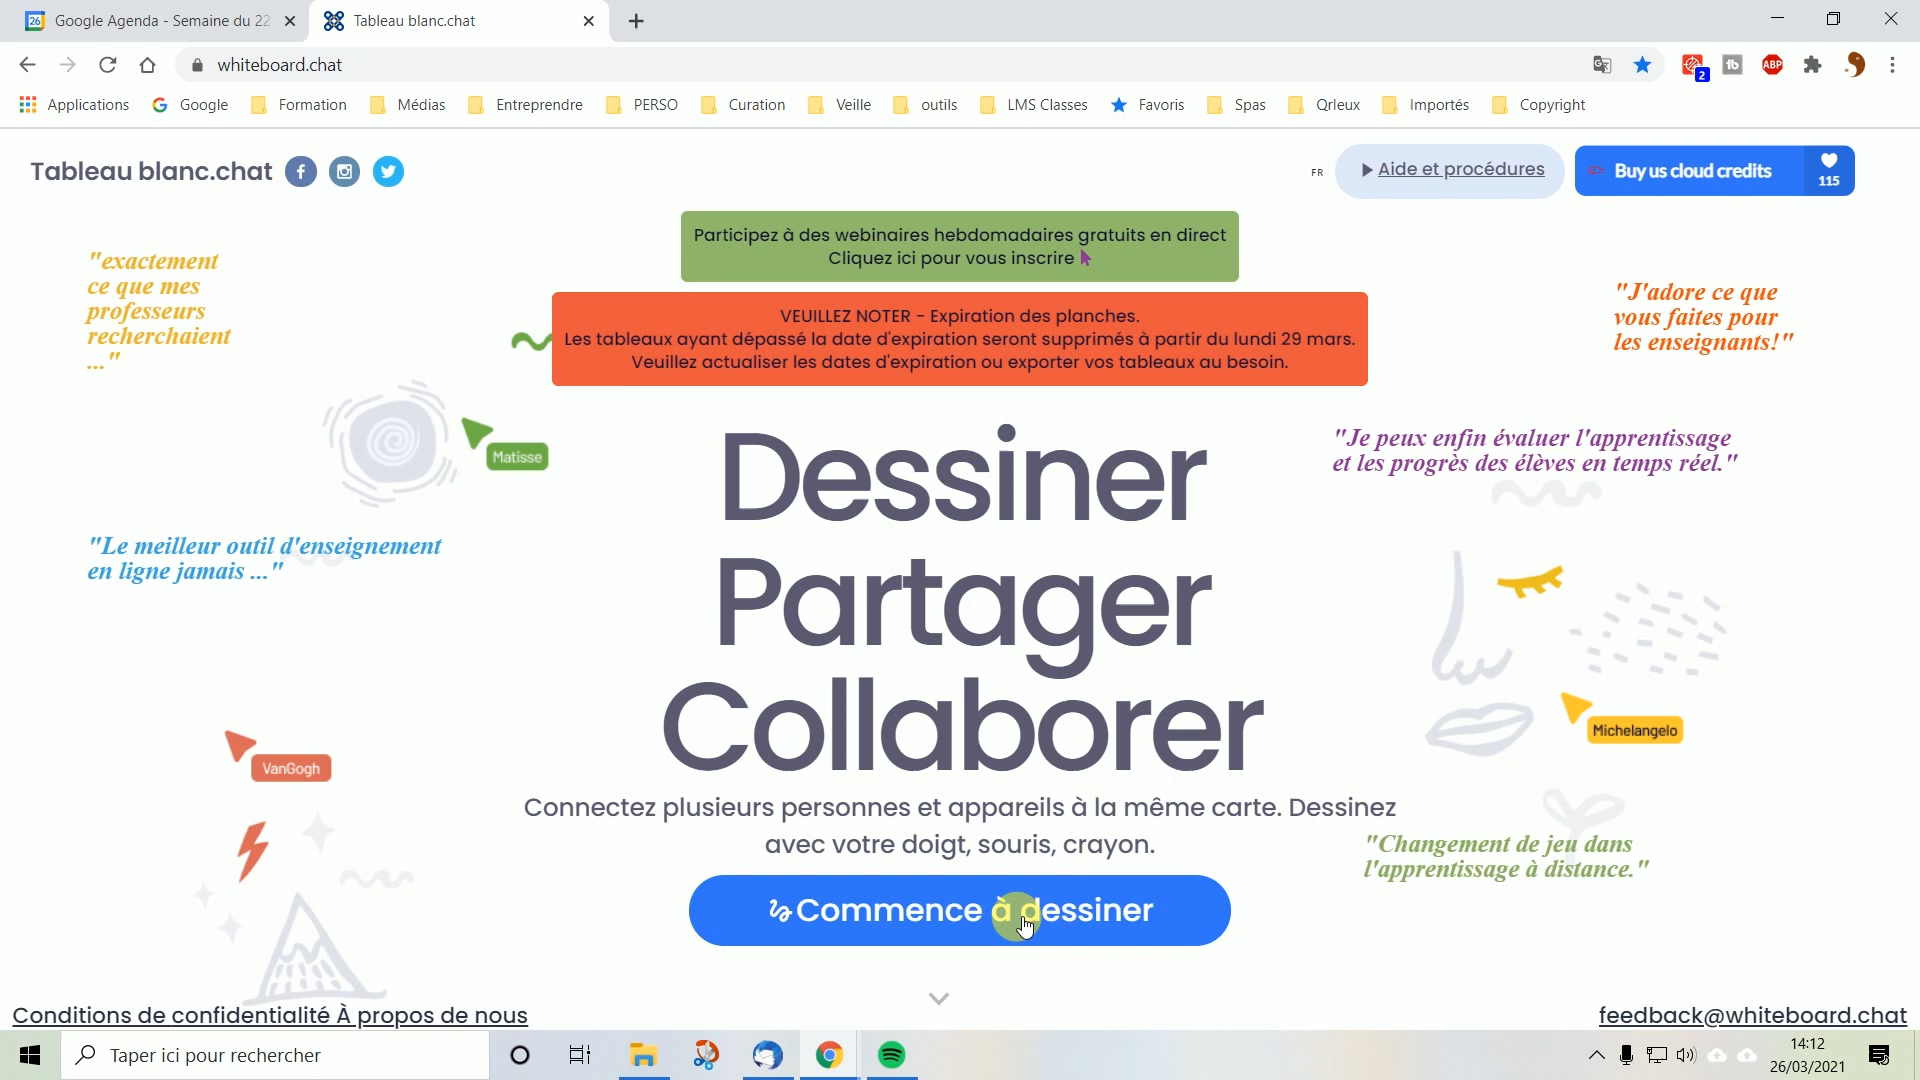 Google Agenda - Semaine du 22
Tableau blanc.chat
whiteboard.chat
2
ABP
Applications
Google
Formation
Médias
Entreprendre
PERSO
Curation
Veille
outils
LMS Classes
Favoris
Spas
Qrleux
Importés
Copyright
Tableau blanc.chat
FR
Aide et procédures
Buy us cloud credits
115
Participez à des webinaires hebdomadaires gratuits en direct
Cliquez ici pour vous inscrire
VEUILLEZ NOTER - Expiration des planches.
Les tableaux ayant dépassé la date d'expiration seront supprimés à partir du lundi 29 mars.
Veuillez actualiser les dates d'expiration ou exporter vos tableaux au besoin.
"exactement
ce que mes
professeurs
recherchaient
..."
"J'adore ce que
vous faites pour
les enseignants!"
Matisse
"Je peux enfin évaluer l'apprentissage
et les progrès des élèves en temps réel."
Dessiner
Partager
Collaborer
"Le meilleur outil d'enseignement
en ligne jamais ..."
VanGogh
Michelangelo
Connectez plusieurs personnes et appareils à la même carte. Dessinez
avec votre doigt, souris, crayon.
"Changement de jeu dans
l'apprentissage à distance."
Commence à dessiner
Conditions de confidentialité À propos de nous
feedback@whiteboard.chat
Taper ici pour rechercher
14:12
26/03/2021